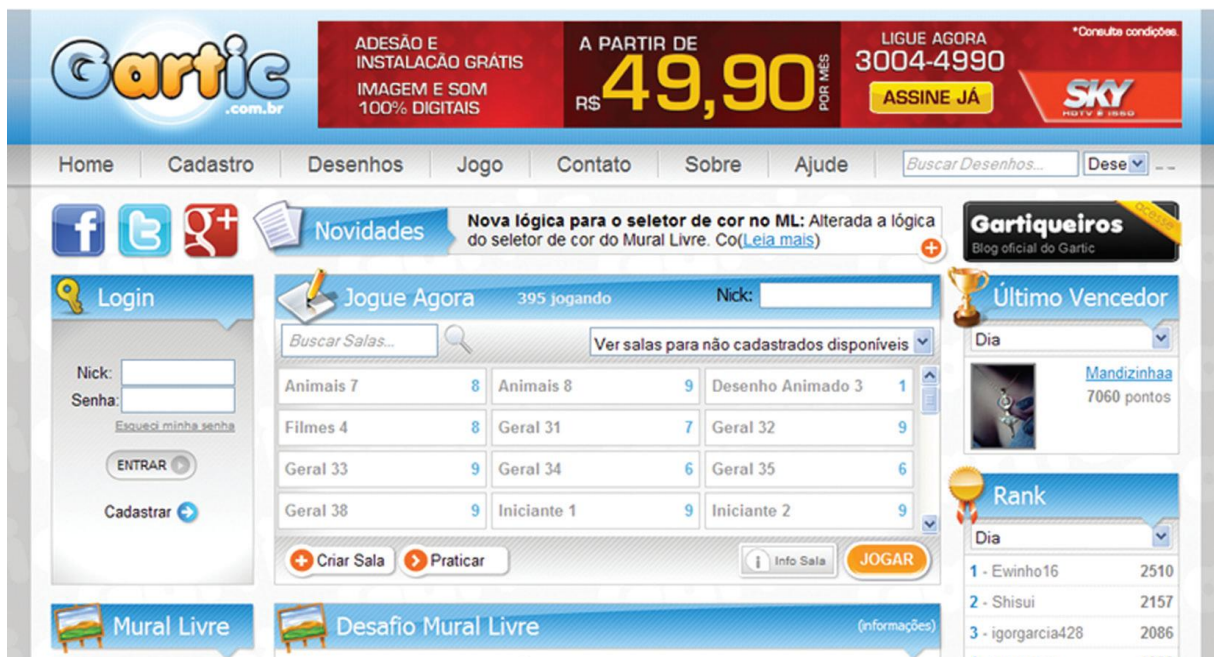 Gartic
.com.br
ADESÃO E
INSTALAÇÃO GRÁTIS
IMAGEM E SOM
100% DIGITAIS
A PARTIR DE
R$ 49,90 POR MÊS
LIGUE AGORA
3004-4990
ASSINE JÁ
*Consulte condições.
SKY
HDTV É ISSO
Home Cadastro Desenhos Jogo Contato Sobre Ajude Buscar Desenhos... Dese
f t g+
Novidades
Nova lógica para o seletor de cor no ML: Alterada a lógica
do seletor de cor do Mural Livre. Co(Leia mais)
Gartiqueiros
Blog oficial do Gartic
acesse
Login
Nick:
Senha:
Esqueci minha senha
ENTRAR
Cadastrar
Jogue Agora 395 jogando Nick:
Buscar Salas... Ver salas para não cadastrados disponíveis
Animais 7 8 Animais 8 9 Desenho Animado 3 1
Filmes 4 8 Geral 31 7 Geral 32 9
Geral 33 9 Geral 34 6 Geral 35 6
Geral 38 9 Iniciante 1 9 Iniciante 2 9
Criar Sala Praticar i Info Sala JOGAR
Último Vencedor
Dia
Mandizinhaa
7060 pontos
Rank
Dia
1 - Ewinho16 2510
2 - Shisui 2157
3 - igorgarcia428 2086
Mural Livre
Desafio Mural Livre (informações)